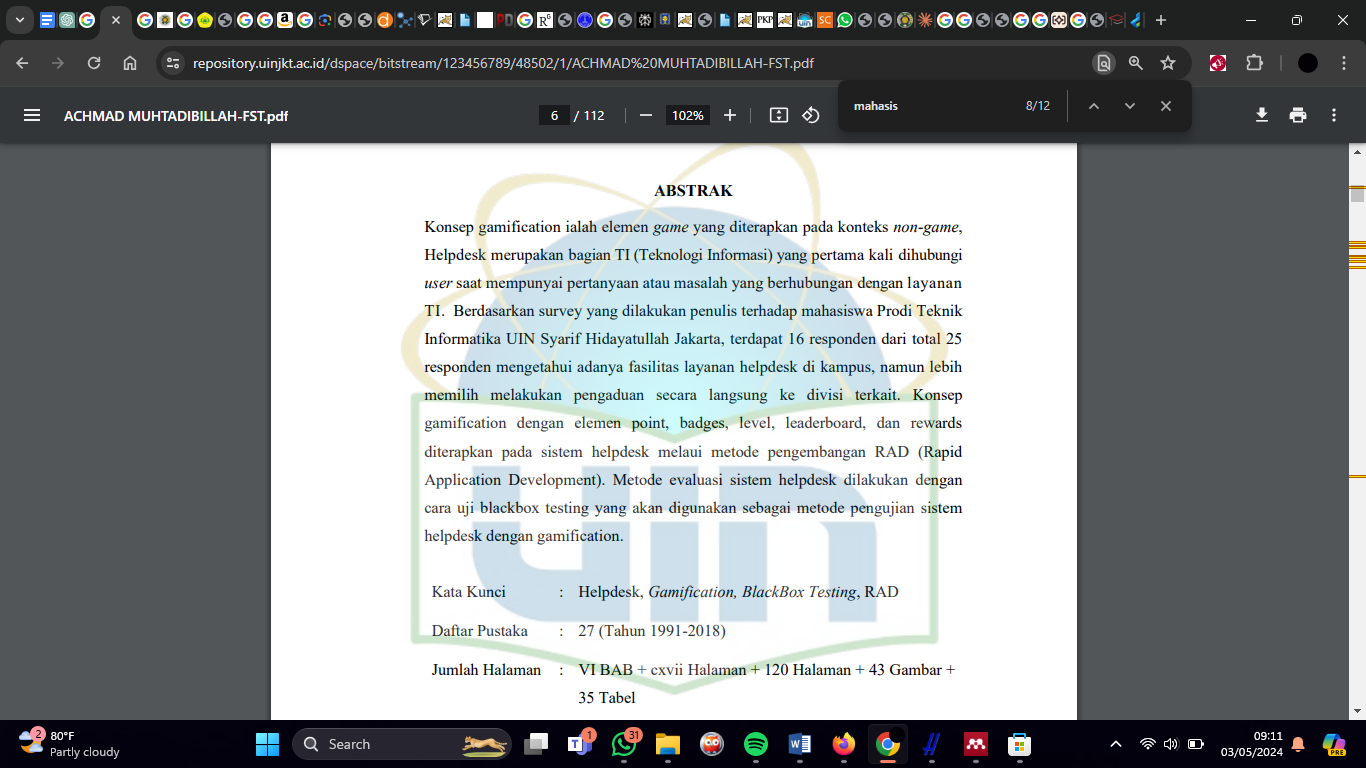 repository.uinjkt.ac.id/dspace/bitstream/123456789/48502/1/ACHMAD%20MUHTADIBILLAH-FST.pdf
ACHMAD MUHTADIBILLAH-FST.pdf
6 / 112
102%
mahasis
8/12
ABSTRAK
Konsep gamification ialah elemen game yang diterapkan pada konteks non-game,
Helpdesk merupakan bagian TI (Teknologi Informasi) yang pertama kali dihubungi
user saat mempunyai pertanyaan atau masalah yang berhubungan dengan layanan
TI. Berdasarkan survey yang dilakukan penulis terhadap mahasiswa Prodi Teknik
Informatika UIN Syarif Hidayatullah Jakarta, terdapat 16 responden dari total 25
responden mengetahui adanya fasilitas layanan helpdesk di kampus, namun lebih
memilih melakukan pengaduan secara langsung ke divisi terkait. Konsep
gamification dengan elemen point, badges, level, leaderboard, dan rewards
diterapkan pada sistem helpdesk melaui metode pengembangan RAD (Rapid
Application Development). Metode evaluasi sistem helpdesk dilakukan dengan
cara uji blackbox testing yang akan digunakan sebagai metode pengujian sistem
helpdesk dengan gamification.
Kata Kunci : Helpdesk, Gamification, BlackBox Testing, RAD
Daftar Pustaka : 27 (Tahun 1991-2018)
Jumlah Halaman : VI BAB + cxvii Halaman + 120 Halaman + 43 Gambar +
35 Tabel
uin
2
80°F
Partly cloudy
Search
1
31
PRE
09:11
03/05/2024